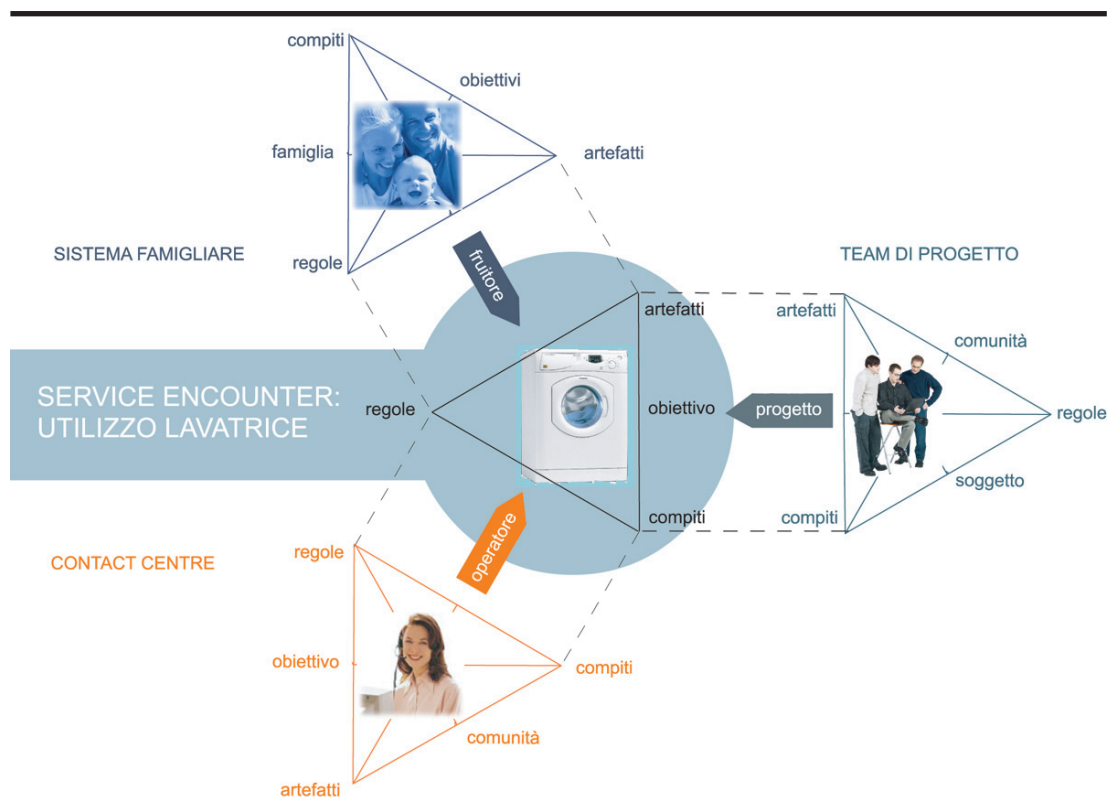 compiti
obiettivi
famiglia
artefatti
SISTEMA FAMIGLIARE
regole
fruitore
TEAM DI PROGETTO
artefatti
artefatti
comunità
SERVICE ENCOUNTER:
UTILIZZO LAVATRICE
regole
obiettivo
progetto
regole
soggetto
compiti
compiti
operatore
CONTACT CENTRE
regole
obiettivo
compiti
comunità
artefatti